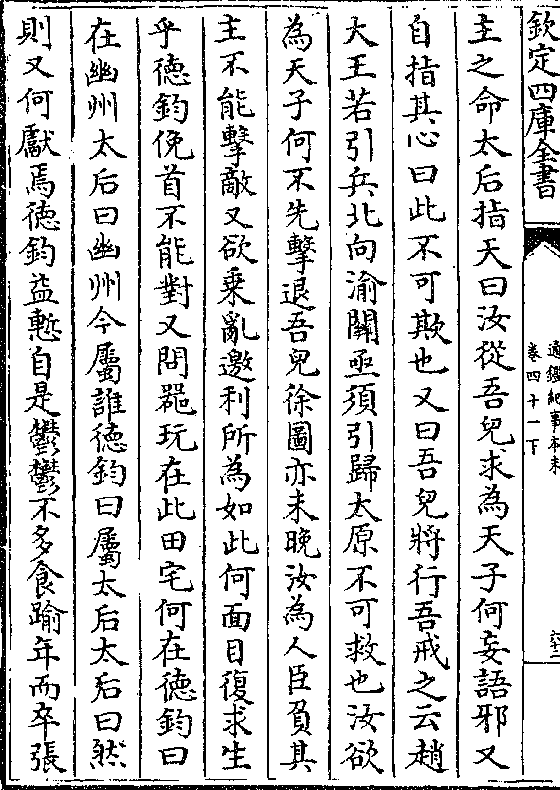 欽定四庫全書
通鑑紀事本末
卷四十一下
六十二
主之命太后指天曰汝從吾兒求為天子何妄語邪又
自指其心曰此不可欺也又曰吾兒將行吾戒之云趙
大王若引兵北向渝關亟須引歸太原不可救也汝欲
為天子何不先擊退吾兒徐圖亦未晚汝為人臣負其
主不能擊敵又欲乗亂邀利所為如此何面目復求生
乎徳鈞俛首不能對又問噐玩在此田宅何在徳鈞曰
在幽州太后曰幽州今屬誰徳鈞曰屬太后太后曰然
則又何獻焉徳鈞益慙自是鬱鬱不多食踰年而卒張